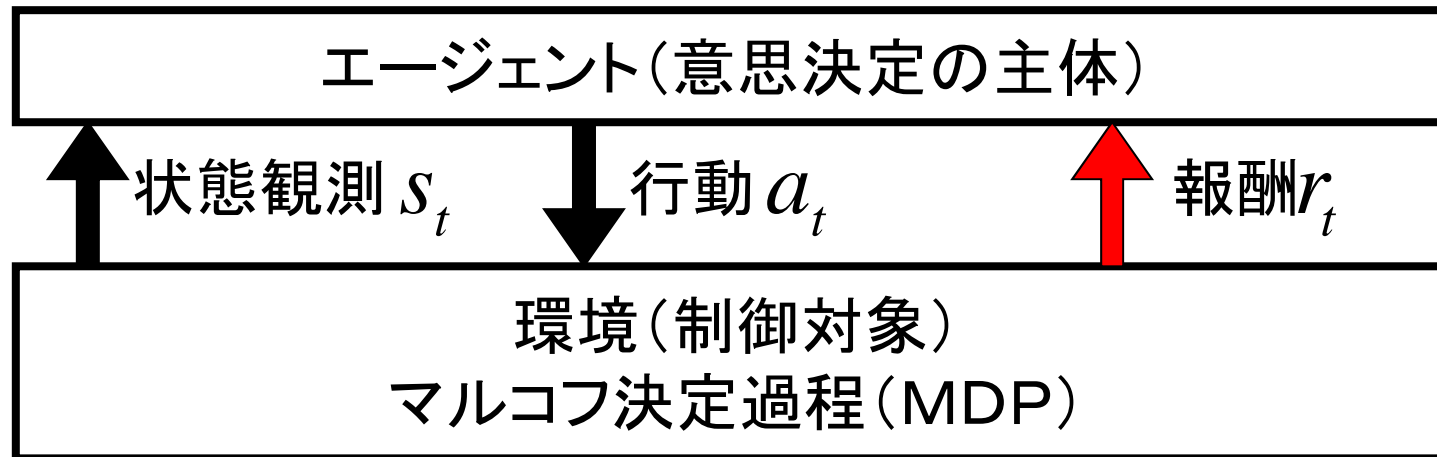 エージェント（意思決定の主体）
状態観測 s_t 行動 a_t 報酬 r_t
環境（制御対象）
マルコフ決定過程（MDP）